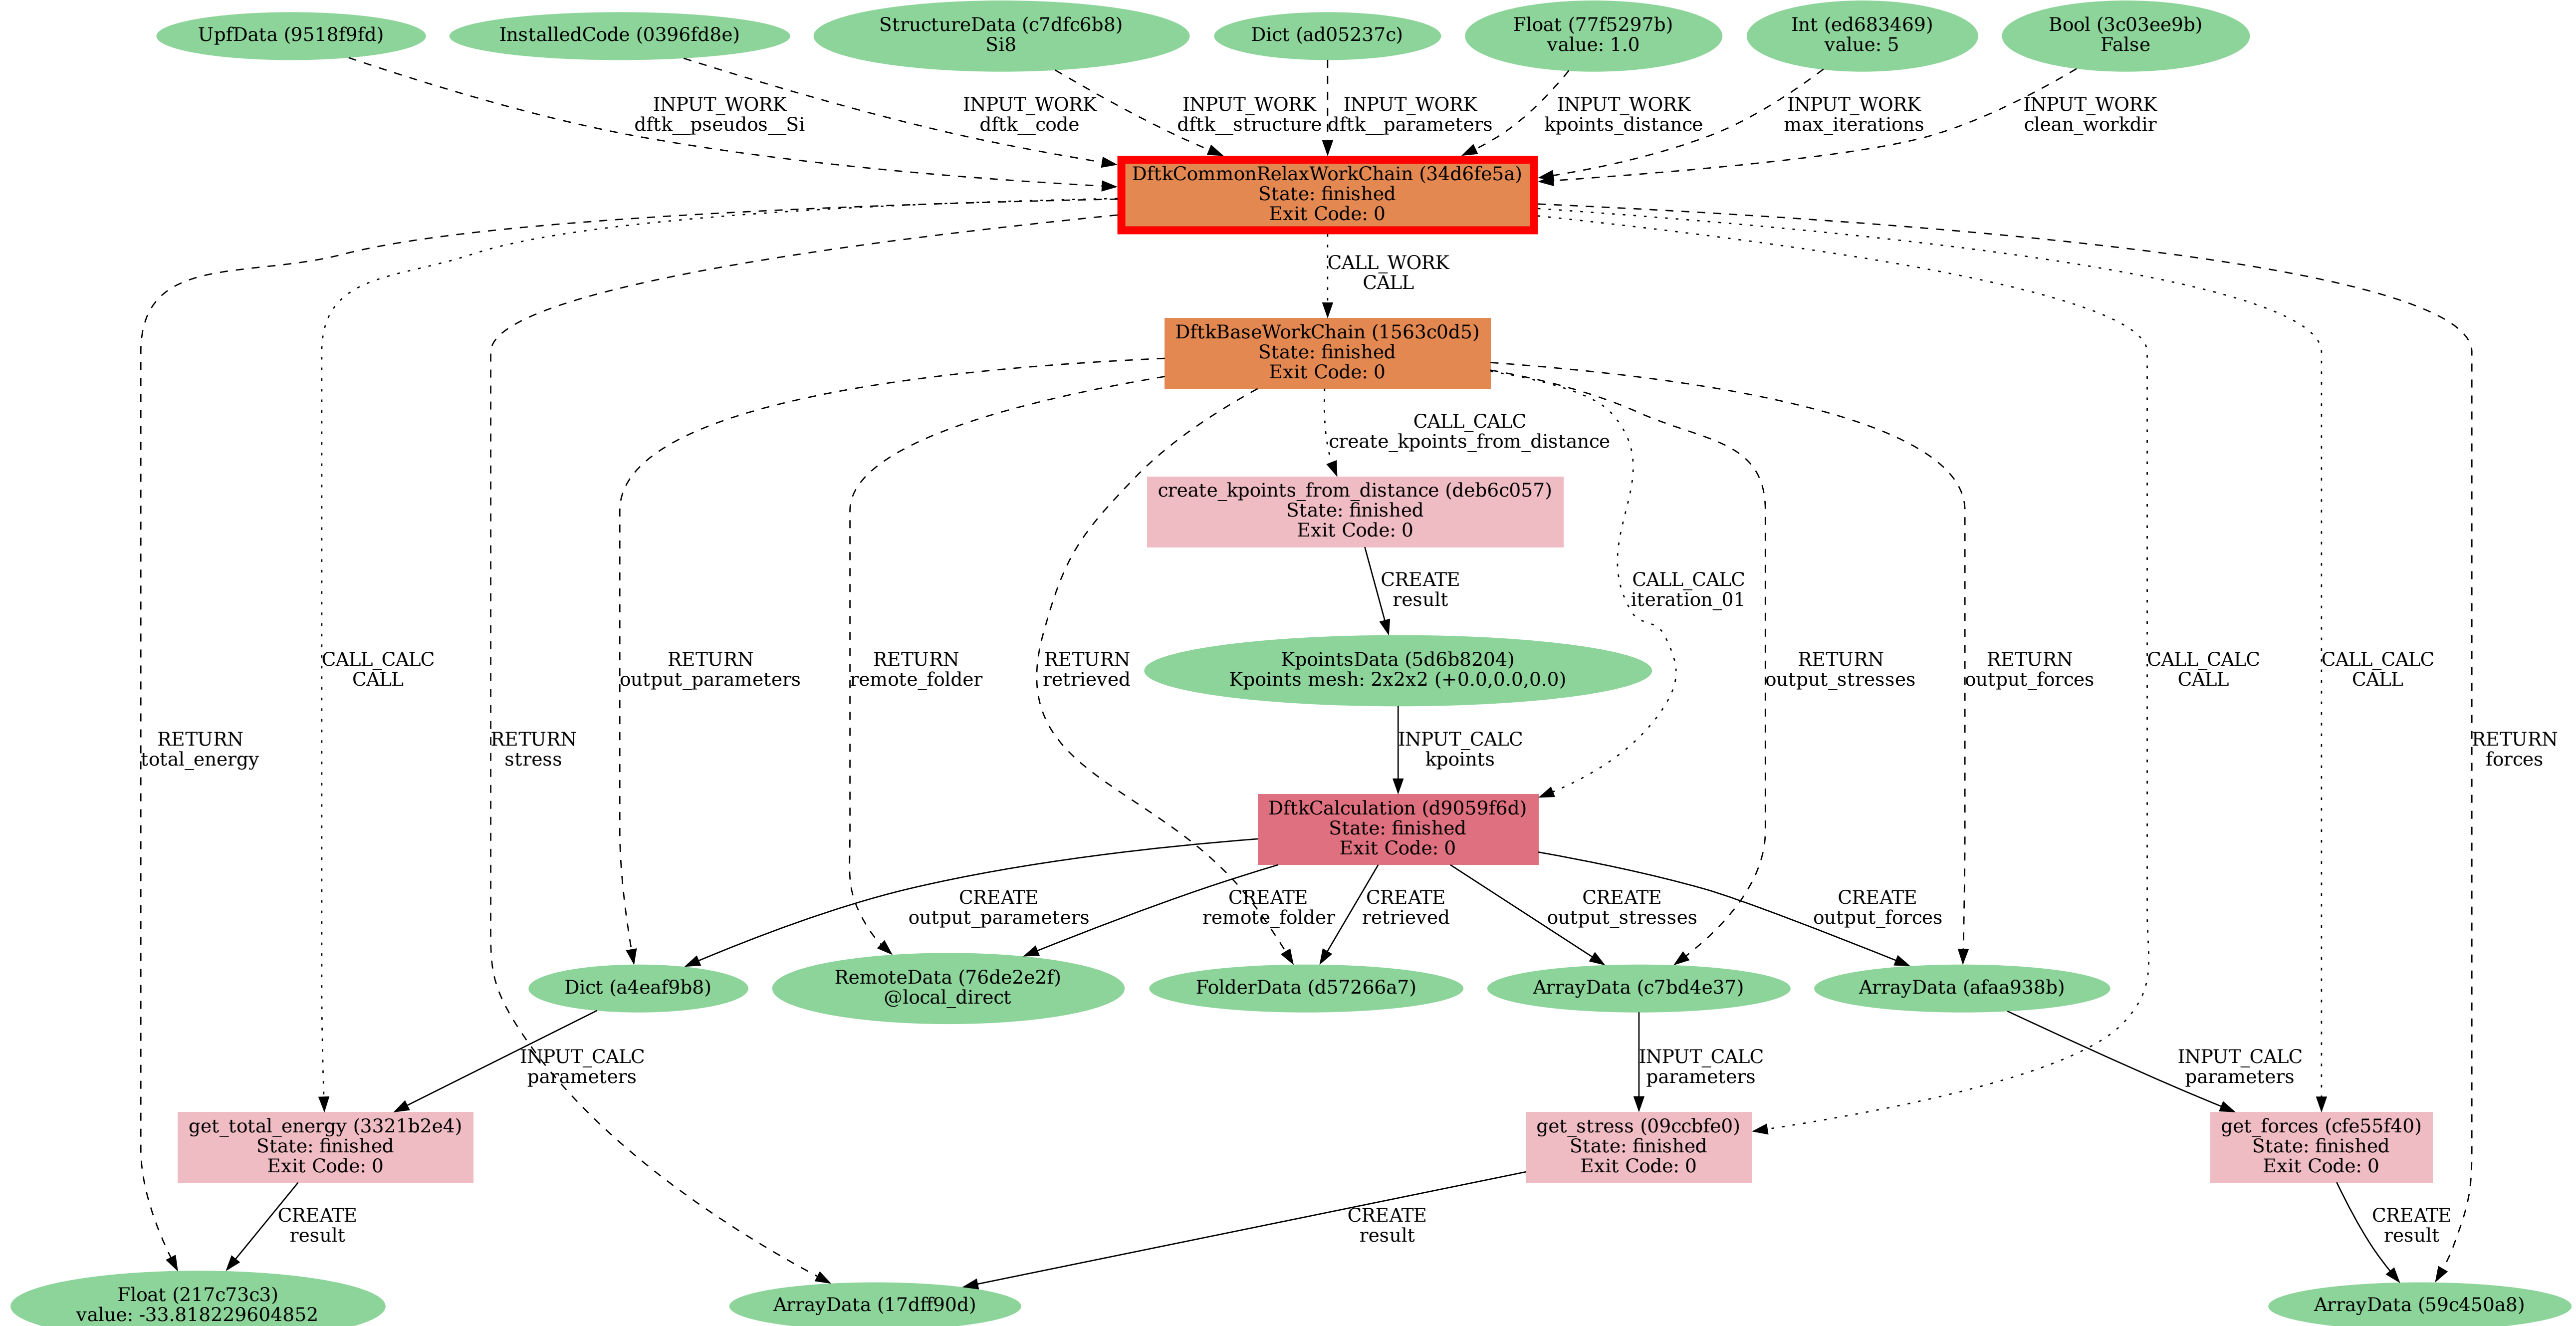 UpfData (9518f9fd)
InstalledCode (0396fd8e)
StructureData (c7dfc6b8)
Si8
Dict (ad05237c)
Float (77f5297b)
value: 1.0
Int (ed683469)
value: 5
Bool (3c03ee9b)
False
INPUT_WORK
dftk__pseudos__Si
INPUT_WORK
dftk__code
INPUT_WORK
dftk__structure
INPUT_WORK
dftk__parameters
INPUT_WORK
kpoints_distance
INPUT_WORK
max_iterations
INPUT_WORK
clean_workdir
DftkCommonRelaxWorkChain (34d6fe5a)
State: finished
Exit Code: 0
CALL_WORK
CALL
DftkBaseWorkChain (1563c0d5)
State: finished
Exit Code: 0
CALL_CALC
create_kpoints_from_distance
create_kpoints_from_distance (deb6c057)
State: finished
Exit Code: 0
CREATE
result
CALL_CALC
iteration_01
CALL_CALC
CALL
RETURN
output_parameters
RETURN
remote_folder
RETURN
retrieved
KpointsData (5d6b8204)
Kpoints mesh: 2x2x2 (+0.0,0.0,0.0)
RETURN
output_stresses
RETURN
output_forces
CALL_CALC
CALL
CALL_CALC
CALL
RETURN
total_energy
RETURN
stress
INPUT_CALC
kpoints
RETURN
forces
DftkCalculation (d9059f6d)
State: finished
Exit Code: 0
CREATE
output_parameters
CREATE
remote_folder
CREATE
retrieved
CREATE
output_stresses
CREATE
output_forces
Dict (a4eaf9b8)
RemoteData (76de2e2f)
@local_direct
FolderData (d57266a7)
ArrayData (c7bd4e37)
ArrayData (afaa938b)
INPUT_CALC
parameters
INPUT_CALC
parameters
INPUT_CALC
parameters
get_total_energy (3321b2e4)
State: finished
Exit Code: 0
get_stress (09ccbfe0)
State: finished
Exit Code: 0
get_forces (cfe55f40)
State: finished
Exit Code: 0
CREATE
result
CREATE
result
CREATE
result
Float (217c73c3)
value: -33.818229604852
ArrayData (17dff90d)
ArrayData (59c450a8)